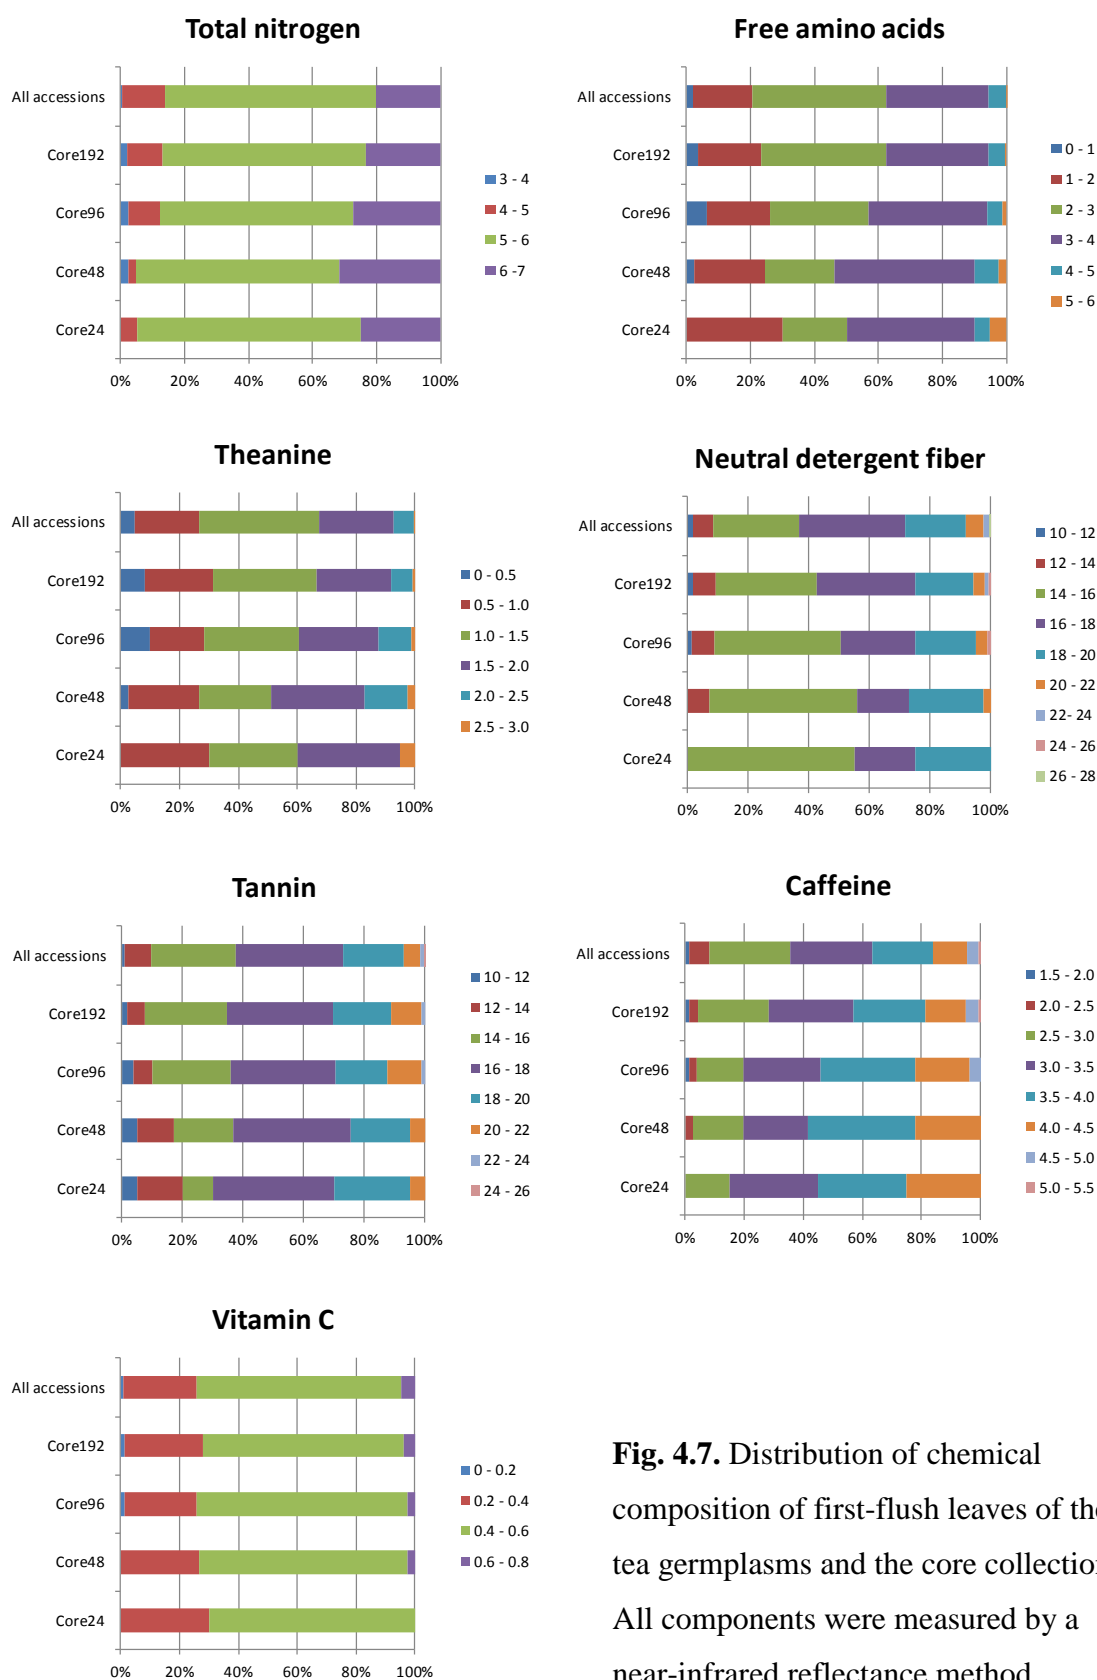 Total nitrogen
All accessions
Core192
Core96
Core48
Core24
0% 20% 40% 60% 80% 100%
3 - 4
4 - 5
5 - 6
6 -7
Free amino acids
All accessions
Core192
Core96
Core48
Core24
0% 20% 40% 60% 80% 100%
0 - 1
1 - 2
2 - 3
3 - 4
4 - 5
5 - 6
Theanine
All accessions
Core192
Core96
Core48
Core24
0% 20% 40% 60% 80% 100%
0 - 0.5
0.5 - 1.0
1.0 - 1.5
1.5 - 2.0
2.0 - 2.5
2.5 - 3.0
Neutral detergent fiber
All accessions
Core192
Core96
Core48
Core24
0% 20% 40% 60% 80% 100%
10 - 12
12 - 14
14 - 16
16 - 18
18 - 20
20 - 22
22- 24
24 - 26
26 - 28
Tannin
All accessions
Core192
Core96
Core48
Core24
0% 20% 40% 60% 80% 100%
10 - 12
12 - 14
14 - 16
16 - 18
18 - 20
20 - 22
22 - 24
24 - 26
Caffeine
All accessions
Core192
Core96
Core48
Core24
0% 20% 40% 60% 80% 100%
1.5 - 2.0
2.0 - 2.5
2.5 - 3.0
3.0 - 3.5
3.5 - 4.0
4.0 - 4.5
4.5 - 5.0
5.0 - 5.5
Vitamin C
All accessions
Core192
Core96
Core48
Core24
0% 20% 40% 60% 80% 100%
0 - 0.2
0.2 - 0.4
0.4 - 0.6
0.6 - 0.8
Fig. 4.7. Distribution of chemical
composition of first-flush leaves of the
tea germplasms and the core collection
All components were measured by a
near-infrared reflectance method